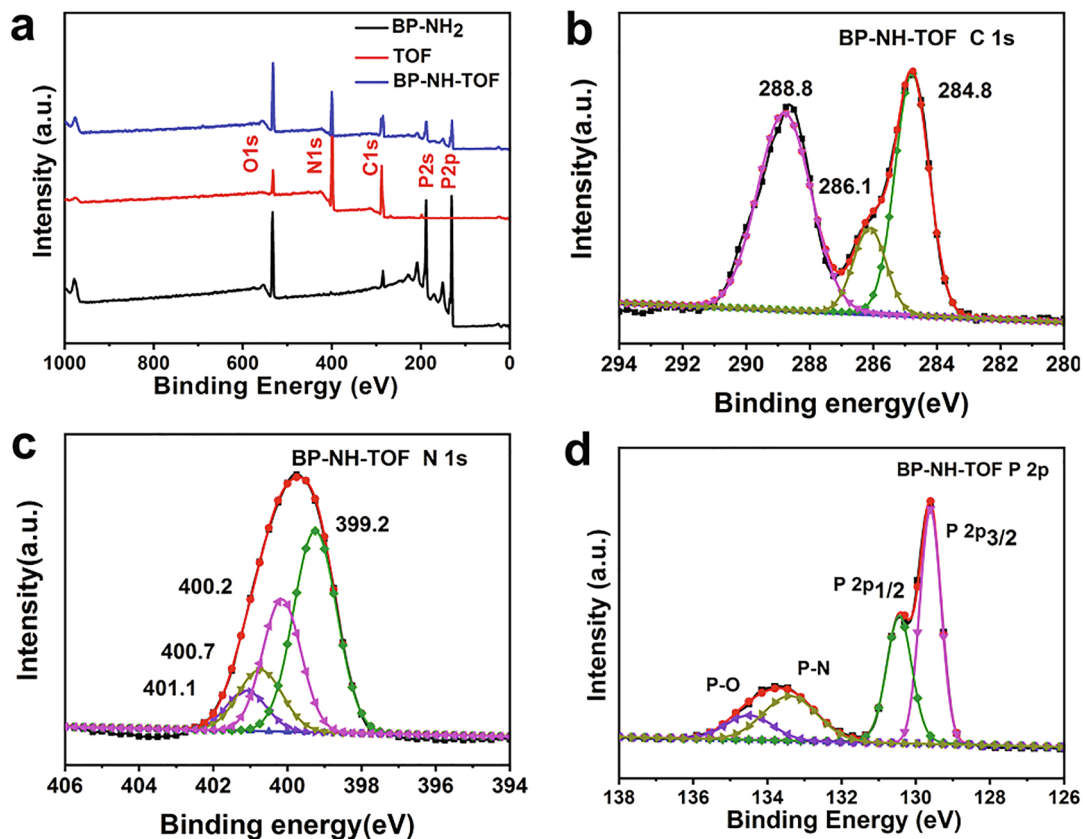 a
BP-NH2
TOF
BP-NH-TOF
O1s
N1s
C1s
P2s
P2p
Intensity (a.u.)
1000 800 600 400 200 0
Binding Energy (eV)
b
BP-NH-TOF C 1s
288.8
284.8
286.1
Intensity(a.u.)
294 292 290 288 286 284 282 280
Binding energy(eV)
c
BP-NH-TOF N 1s
399.2
400.2
400.7
401.1
Intensity(a.u.)
406 404 402 400 398 396 394
Binding energy(eV)
d
BP-NH-TOF P 2p
P 2p3/2
P 2p1/2
P-N
P-O
Intensity (a.u.)
138 136 134 132 130 128 126
Binding Energy (eV)